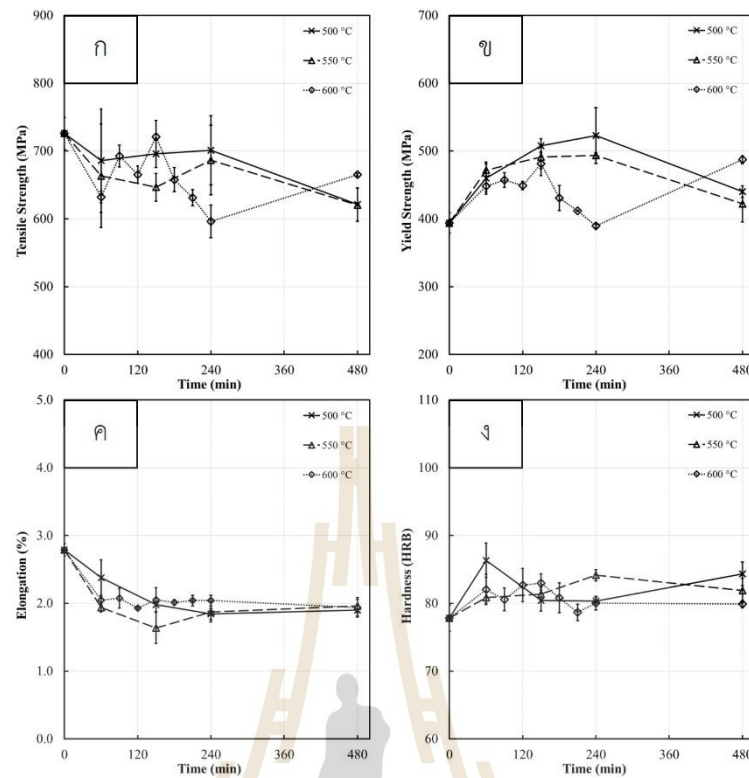 ก
500 °C
550 °C
600 °C
Tensile Strength (MPa)
900
800
700
600
500
400
0
120
240
360
480
Time (min)
ข
500 °C
550 °C
600 °C
Yield Strength (MPa)
700
600
500
400
300
200
0
120
240
360
480
Time (min)
ค
500 °C
550 °C
600 °C
Elongation (%)
5.0
4.0
3.0
2.0
1.0
0.0
0
120
240
360
480
Time (min)
ง
500 °C
550 °C
600 °C
Hardness (HRB)
110
100
90
80
70
60
0
120
240
360
480
Time (min)